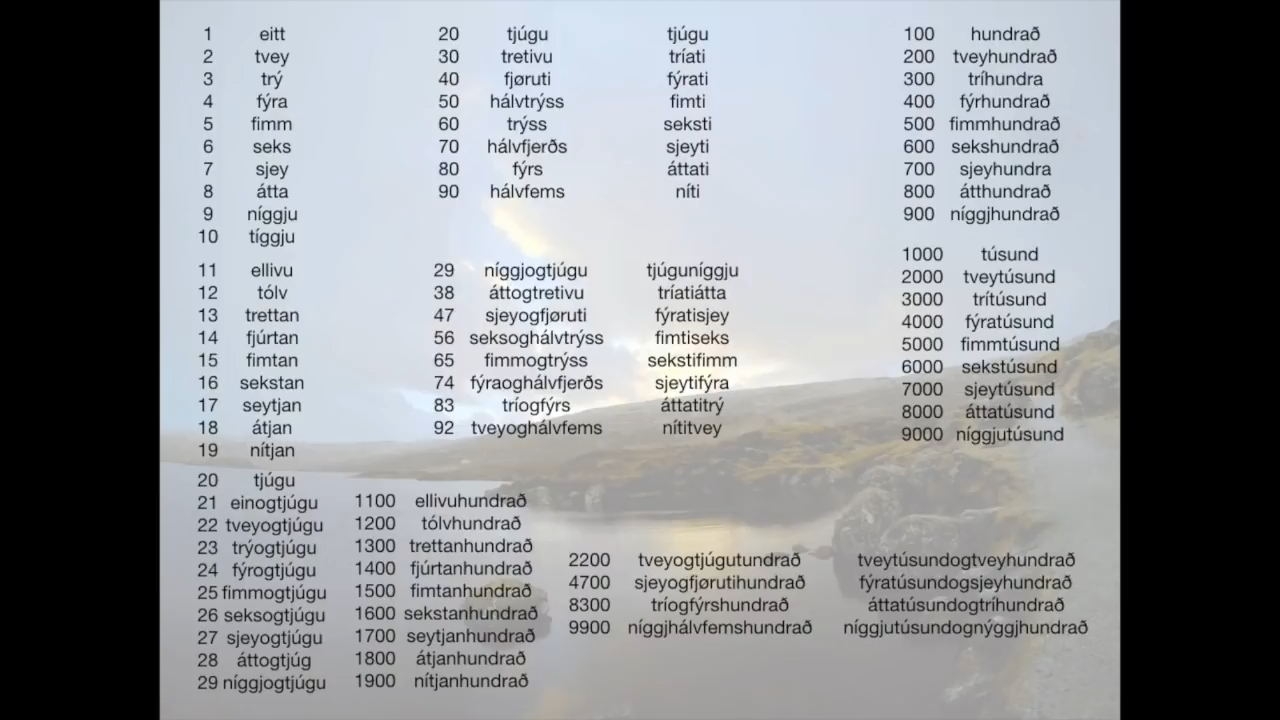 1 eitt
2 tvey
3 trý
4 fýra
5 fimm
6 seks
7 sjey
8 átta
9 níggju
10 tíggju
11 ellivu
12 tólv
13 trettan
14 fjúrtan
15 fimtan
16 sekstan
17 seytjan
18 átjan
19 nítjan
20 tjúgu
21 einogtjúgu
22 tveyogtjúgu
23 trýogtjúgu
24 fýrogtjúgu
25 fimmogtjúgu
26 seksogtjúgu
27 sjeyogtjúgu
28 áttogtjúg
29 níggjogtjúgu
20 tjúgu tjúgu
30 tretivu tríati
40 fjøruti fýrati
50 hálvtrýss fimti
60 trýss seksti
70 hálvfjerðs sjeyti
80 fýrs áttati
90 hálvfems níti
29 níggjogtjúgu tjúguníggju
38 áttogtretivu tríatiátta
47 sjeyogfjøruti fýratisjey
56 seksoghálvtrýss fimtiseks
65 fimmogtrýss sekstifimm
74 fýraoghálvfjerðs sjeytifýra
83 tríogfýrs áttatitrý
92 tveyoghálvfems nítitvey
1100 ellivuhundrað
1200 tólvhundrað
1300 trettanhundrað
1400 fjúrtanhundrað
1500 fimtanhundrað
1600 sekstanhundrað
1700 seytjanhundrað
1800 átjanhundrað
1900 nítjanhundrað
100 hundrað
200 tveyhundrað
300 tríhundra
400 fýrhundrað
500 fimmhundrað
600 sekshundrað
700 sjeyhundra
800 átthundrað
900 níggjhundrað
1000 túsund
2000 tveytúsund
3000 trítúsund
4000 fýratúsund
5000 fimmtúsund
6000 sekstúsund
7000 sjeytúsund
8000 áttatúsund
9000 níggjutúsund
2200 tveyogtjúgutundrað tveytúsundogtveyhundrað
4700 sjeyogfjørutihundrað fýratúsundogsjeyhundrað
8300 tríogfýrshundrað áttatúsundogtríhundrað
9900 níggjhálvfemshundrað níggjutúsundognýggjhundrað